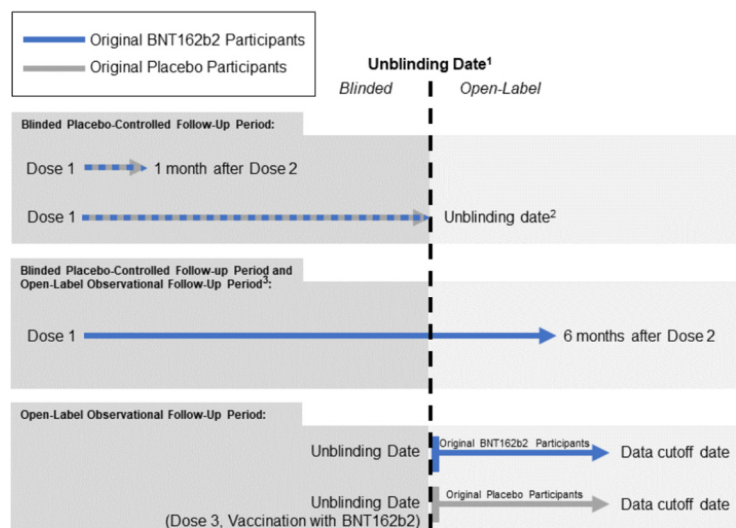 Original BNT162b2 Participants
Original Placebo Participants
Unblinding Date¹
Blinded
Open-Label
Blinded Placebo-Controlled Follow-Up Period:
Dose 1
1 month after Dose 2
Dose 1
Unblinding date²
Blinded Placebo-Controlled Follow-up Period and
Open-Label Observational Follow-Up Period³:
Dose 1
6 months after Dose 2
Open-Label Observational Follow-Up Period:
Unblinding Date
Original BNT162b2 Participants
Data cutoff date
Unblinding Date
(Dose 3, Vaccination with BNT162b2)
Original Placebo Participants
Data cutoff date